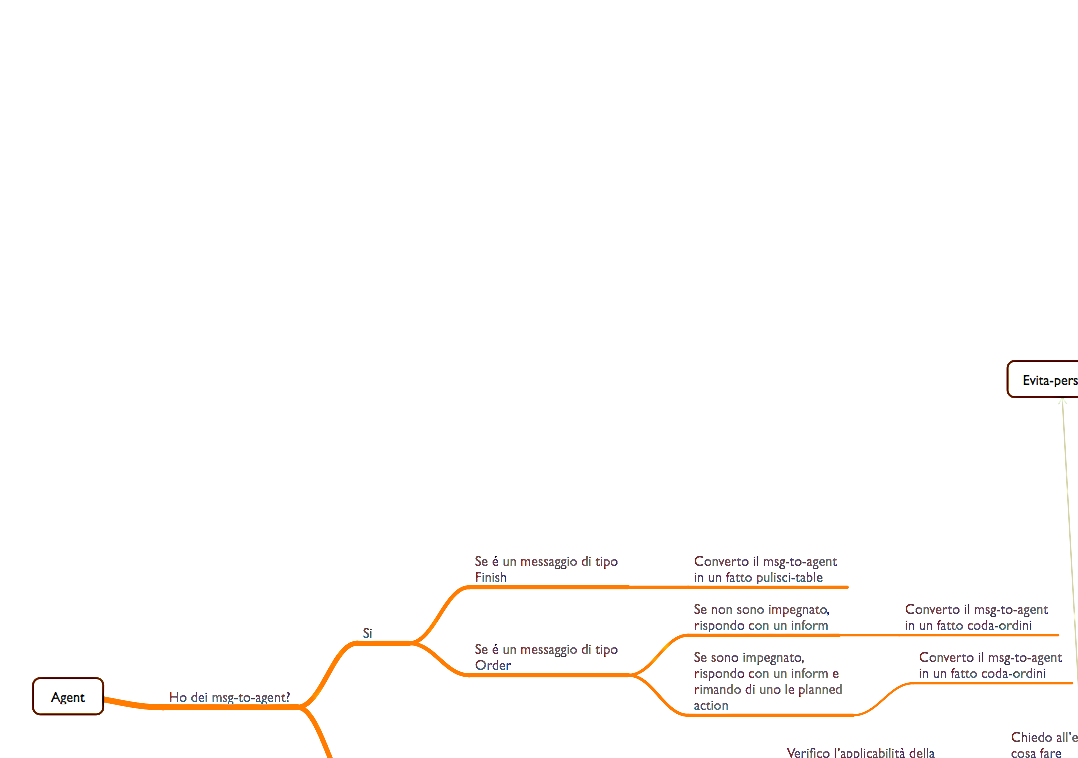 Evita-pers
Se é un messaggio di tipo
Finish
Converto il msg-to-agent
in un fatto pulisci-table
Se non sono impegnato,
rispondo con un inform
Converto il msg-to-agent
in un fatto coda-ordini
Si
Se é un messaggio di tipo
Order
Se sono impegnato,
rispondo con un inform e
rimando di uno le planned
action
Converto il msg-to-agent
in un fatto coda-ordini
Agent
Ho dei msg-to-agent?
Verifico l'applicabilità della
Chiedo all'e
cosa fare